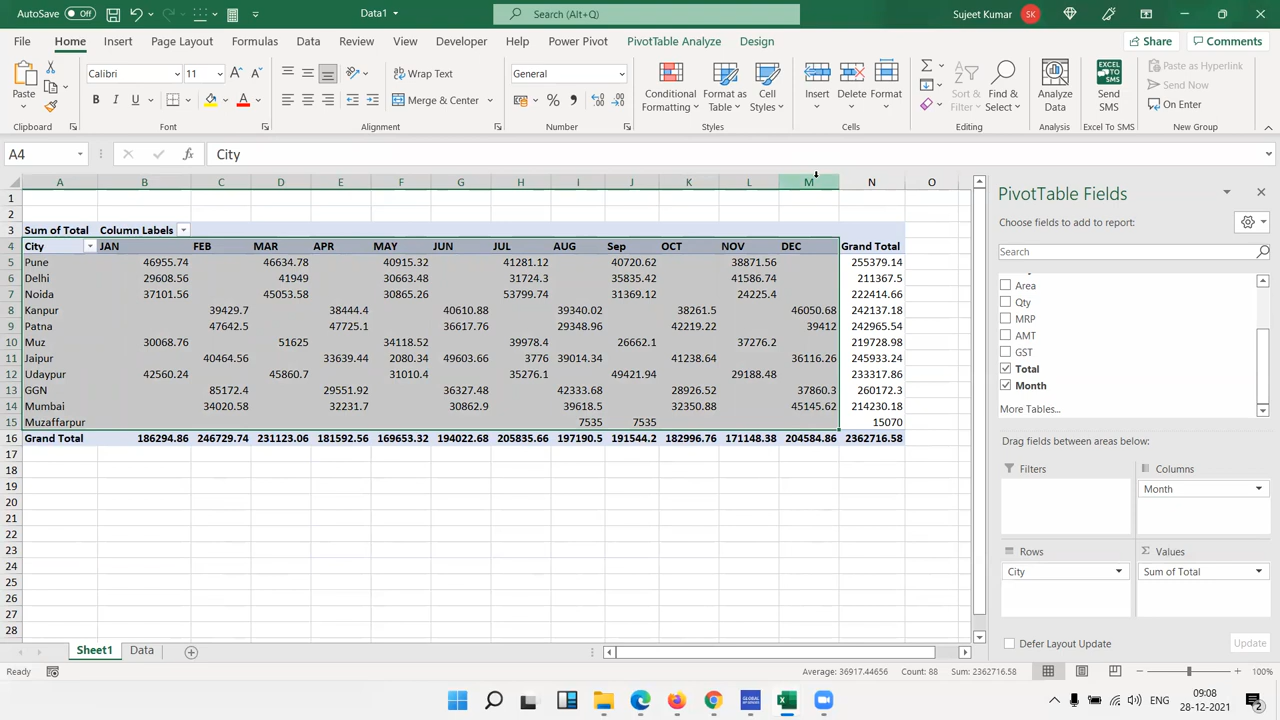 AutoSave Off Data1 Search (Alt+Q) Sujeet Kumar SK
File Home Insert Page Layout Formulas Data Review View Developer Help Power Pivot PivotTable Analyze Design Share Comments
Paste Calibri 11 Wrap Text General Conditional Formatting Format as Table Cell Styles Insert Delete Format Sort & Filter Find & Select Analyze Data Send SMS Paste as Hyperlink
B I U Merge & Center Send Now
On Enter
Clipboard Font Alignment Number Styles Cells Editing Analysis Excel To SMS New Group
A4 fx City
A B C D E F G H I J K L M N O
1
2
3 Sum of Total Column Labels
4 City JAN FEB MAR APR MAY JUN JUL AUG Sep OCT NOV DEC Grand Total
5 Pune 46955.74 46634.78 40915.32 41281.12 40720.62 38871.56 255379.14
6 Delhi 29608.56 41949 30663.48 31724.3 35835.42 41586.74 211367.5
7 Noida 37101.56 45053.58 30865.26 53799.74 31369.12 24225.4 222414.66
8 Kanpur 39429.7 38444.4 40610.88 39340.02 38261.5 46050.68 242137.18
9 Patna 47642.5 47725.1 36617.76 29348.96 42219.22 39412 242965.54
10 Muz 30068.76 51625 34118.52 39978.4 26662.1 37276.2 219728.98
11 Jaipur 40464.56 33639.44 2080.34 49603.66 3776 39014.34 41238.64 36116.26 245933.24
12 Udaypur 42560.24 45860.7 31010.4 35276.1 49421.94 29188.48 233317.86
13 GGN 85172.4 29551.92 36327.48 42333.68 28926.52 37860.3 260172.3
14 Mumbai 34020.58 32231.7 30862.9 39618.5 32350.88 45145.62 214230.18
15 Muzaffarpur 7535 7535 15070
16 Grand Total 186294.86 246729.74 231123.06 181592.56 169653.32 194022.68 205835.66 197190.5 191544.2 182996.76 171148.38 204584.86 2362716.58
17
18
19
20
21
22
23
24
25
26
27
28
PivotTable Fields
Choose fields to add to report:
Search
Area
Qty
MRP
AMT
GST
Total
Month
More Tables...
Drag fields between areas below:
Filters Columns
Month
Rows Σ Values
City Sum of Total
Defer Layout Update Update
Sheet1 Data
Ready Average: 36917.44656 Count: 88 Sum: 2362716.58 100%
ENG 09:08
28-12-2021 2